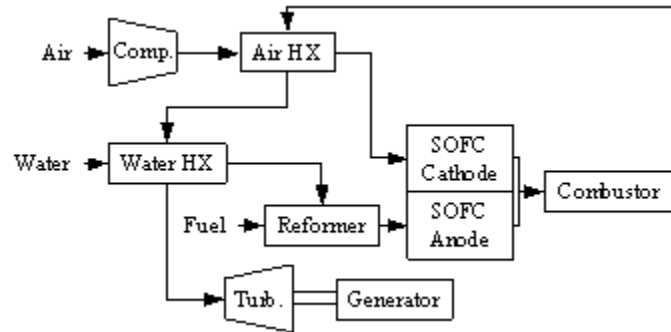 Air
Comp.
Air HX
Water
Water HX
SOFC
Cathode
Combustor
Fuel
Reformer
SOFC
Anode
Turb.
Generator